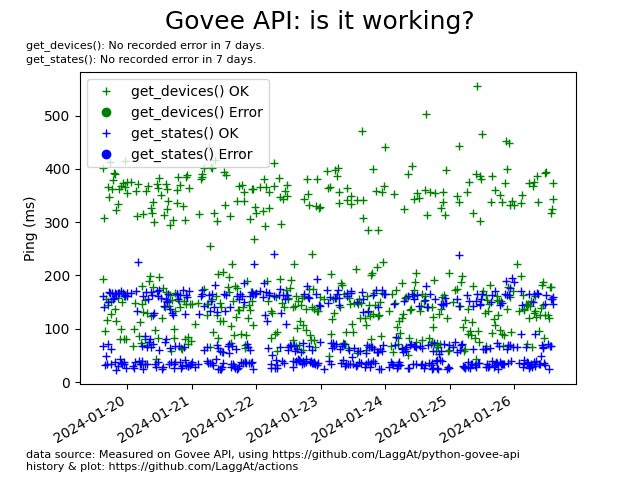 Govee API: is it working?
get_devices(): No recorded error in 7 days.
get_states(): No recorded error in 7 days.
get_devices() OK
get_devices() Error
get_states() OK
get_states() Error
Ping (ms)
500
400
300
200
100
0
2024-01-20
2024-01-21
2024-01-22
2024-01-23
2024-01-24
2024-01-25
2024-01-26
data source: Measured on Govee API, using https://github.com/LaggAt/python-govee-api
history & plot: https://github.com/LaggAt/actions